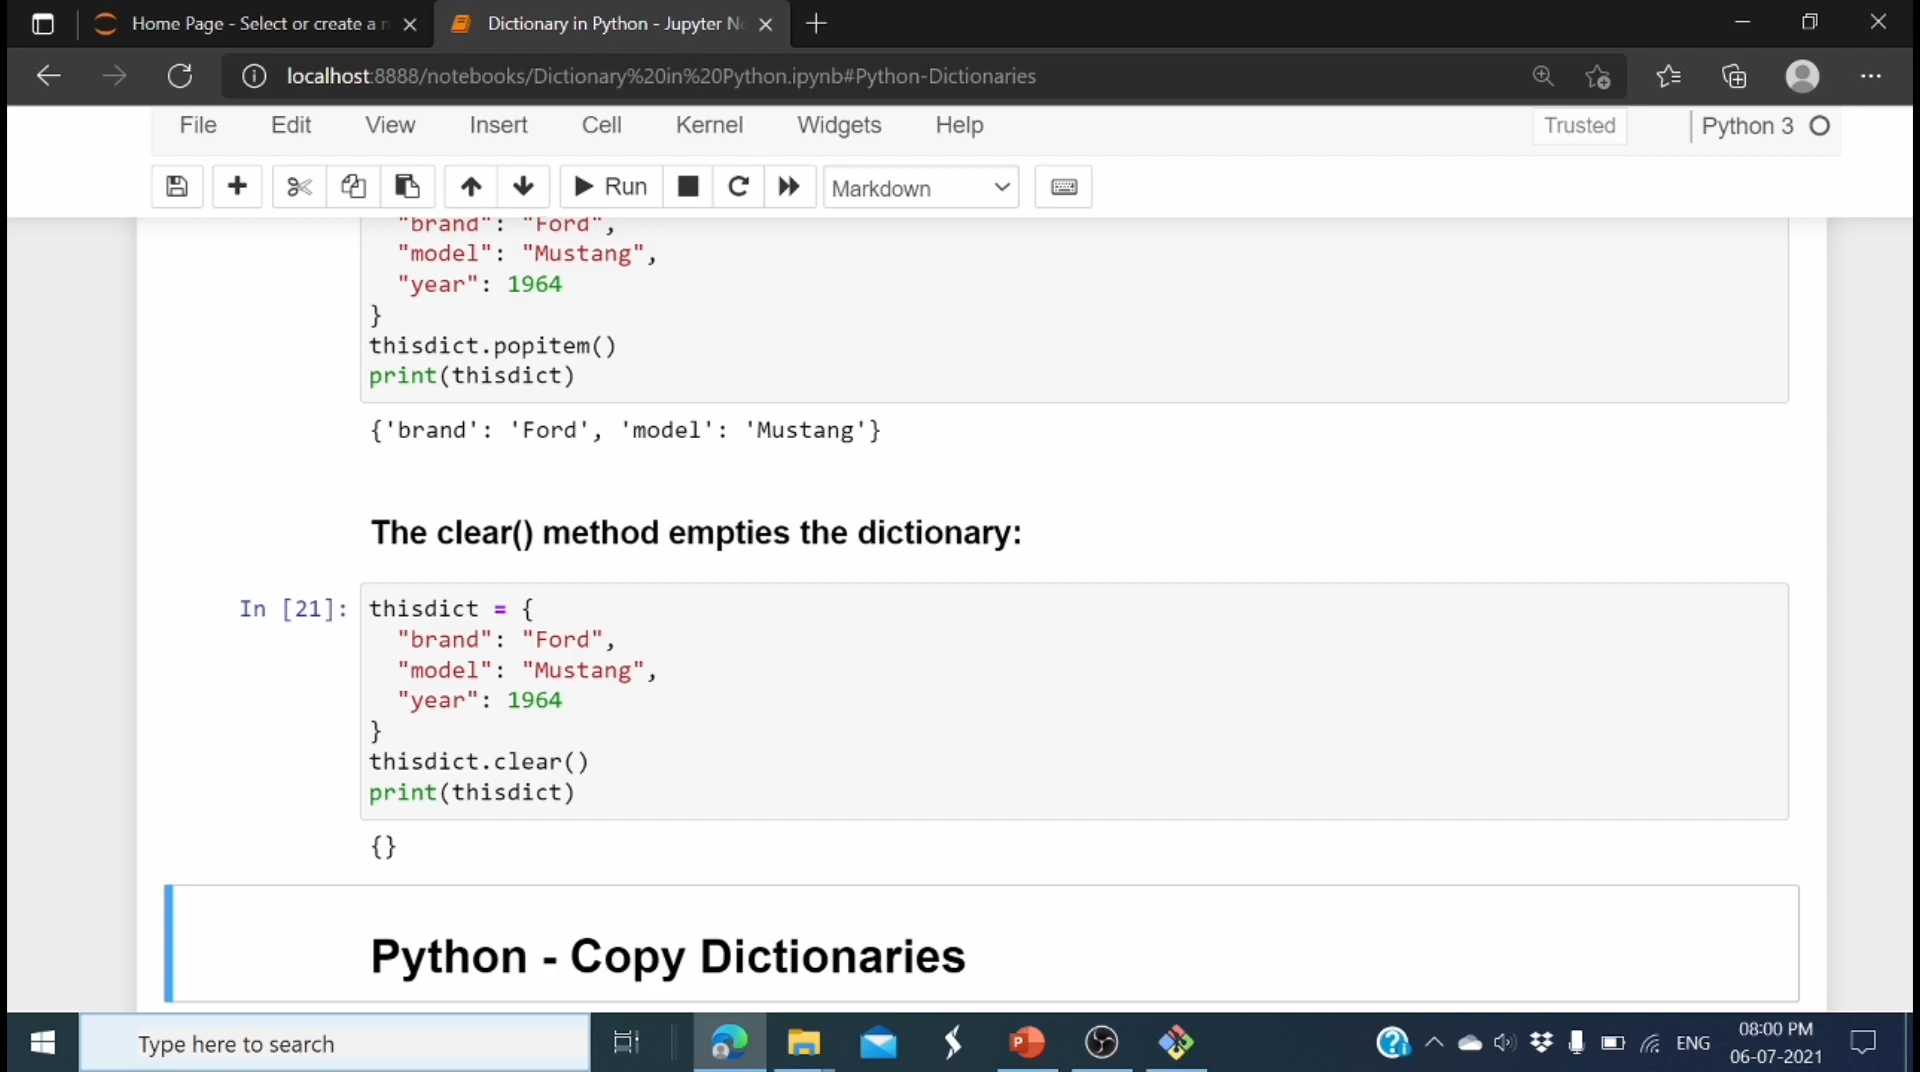 Home Page - Select or create a n
Dictionary in Python - Jupyter No
localhost:8888/notebooks/Dictionary%20in%20Python.ipynb#Python-Dictionaries
File Edit View Insert Cell Kernel Widgets Help Trusted Python 3
Run Markdown
"brand": "Ford",
"model": "Mustang",
"year": 1964
}
thisdict.popitem()
print(thisdict)
{'brand': 'Ford', 'model': 'Mustang'}
The clear() method empties the dictionary:
In [21]: thisdict = {
"brand": "Ford",
"model": "Mustang",
"year": 1964
}
thisdict.clear()
print(thisdict)
{}
Python - Copy Dictionaries
Type here to search
ENG
08:00 PM
06-07-2021